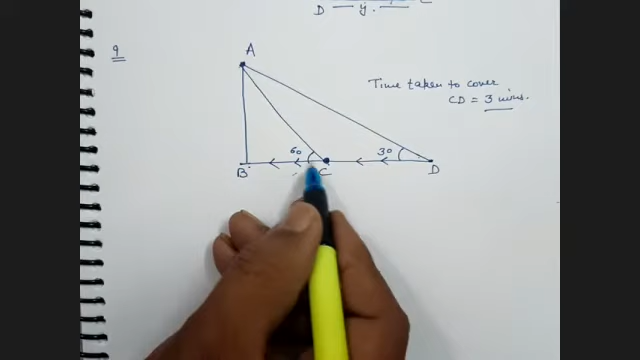 D y. C
9
A
Time taken to cover
CD = 3 mins.
60
30
B
C
D